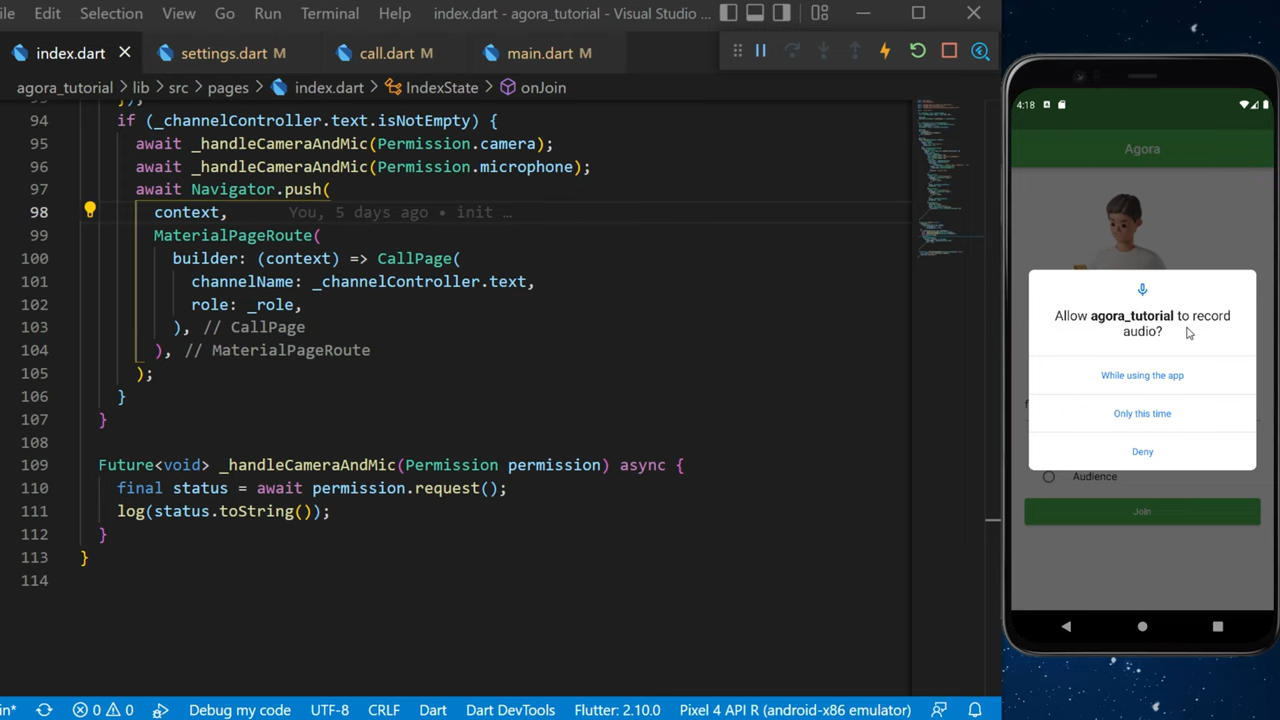 ile Edit Selection View Go Run Terminal Help index.dart - agora_tutorial - Visual Studio ...
index.dart settings.dart M call.dart M main.dart M
agora_tutorial > lib > src > pages > index.dart > IndexState > onJoin
94 if (_channelController.text.isNotEmpty) {
95 await _handleCameraAndMic(Permission.camera);
96 await _handleCameraAndMic(Permission.microphone);
97 await Navigator.push(
98 context, You, 5 days ago • init …
99 MaterialPageRoute(
100 builder: (context) => CallPage(
101 channelName: _channelController.text,
102 role: _role,
103 ), // CallPage
104 ), // MaterialPageRoute
105 );
106 }
107 }
108
109 Future<void> _handleCameraAndMic(Permission permission) async {
110 final status = await permission.request();
111 log(status.toString());
112 }
113 }
114
in* 0 0 Debug my code UTF-8 CRLF Dart Dart DevTools Flutter: 2.10.0 Pixel 4 API R (android-x86 emulator)
4:18
Agora
Allow agora_tutorial to record
audio?
While using the app
Only this time
Deny
Audience
Join